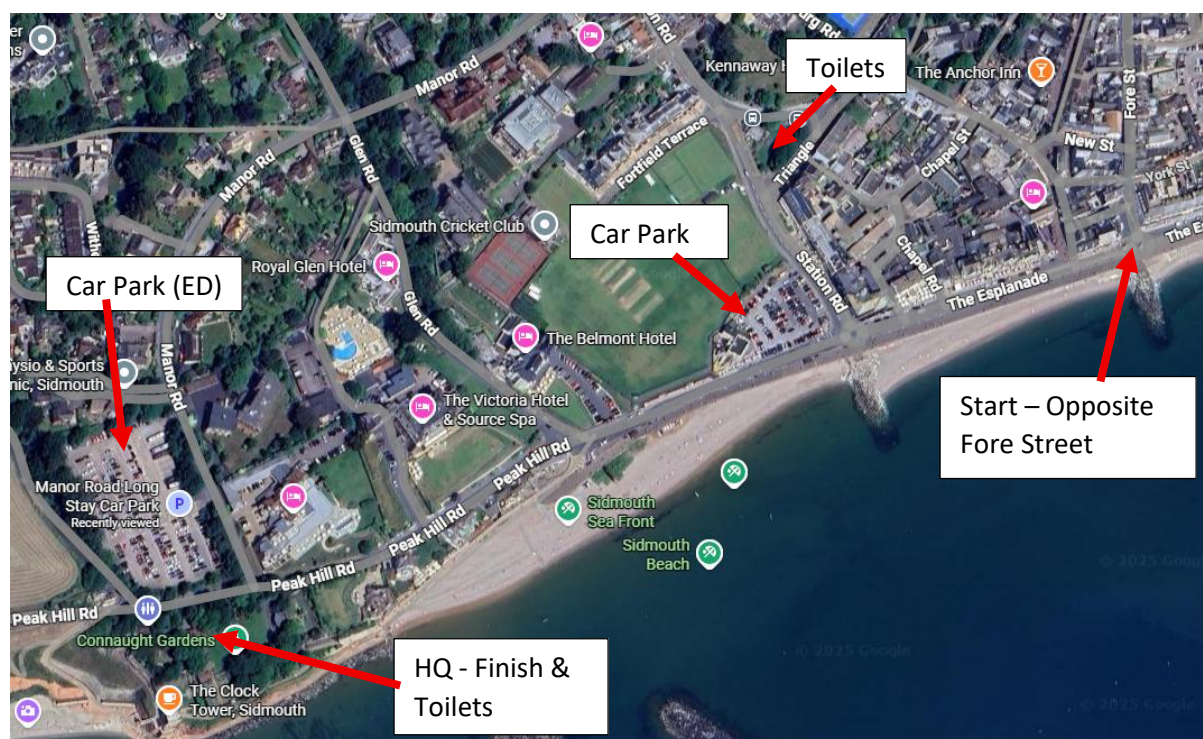 Manor Rd
Glen Rd
Kennaway H
Toilets
The Anchor Inn
Fore St
New St
York St
Chapel St
Triangle
Fortfield Terrace
Manor Rd
Sidmouth Cricket Club
Car Park
Station Rd
Chapel Rd
The Esplanade
The Es
Royal Glen Hotel
Car Park (ED)
Glen Rd
The Belmont Hotel
Manor Rd
ysio & Sports
nic, Sidmouth
The Victoria Hotel
& Source Spa
Start – Opposite
Fore Street
Peak Hill Rd
Manor Road Long
Stay Car Park
Recently viewed
P
Sidmouth
Sea Front
Sidmouth
Beach
Peak Hill Rd
© 2025 Google
Peak Hill Rd
Peak Hill Rd
Connaught Gardens
HQ - Finish &
Toilets
The Clock
Tower, Sidmouth
© 2025 Google
© 2025 Google